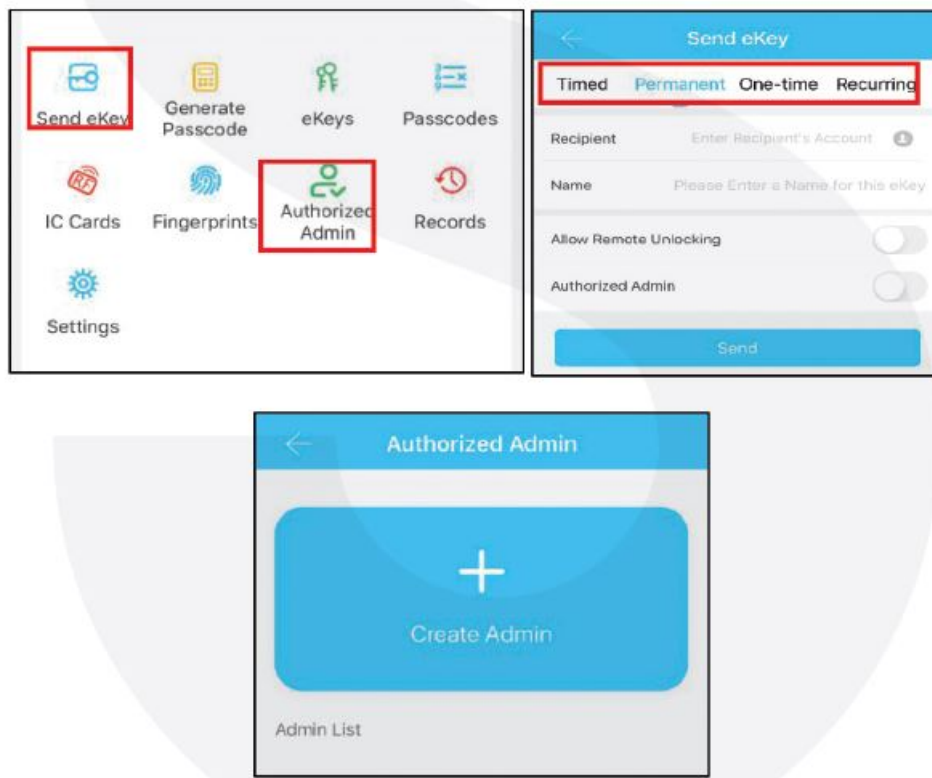 Send eKey
Generate Passcode
eKeys
Passcodes
IC Cards
Fingerprints
Authorized Admin
Records
Settings
Send eKey
Timed Permanent One-time Recurring
Recipient Enter Recipient's Account
Name Please Enter a Name for this eKey
Allow Remote Unlocking
Authorized Admin
Send
Authorized Admin
Create Admin
Admin List